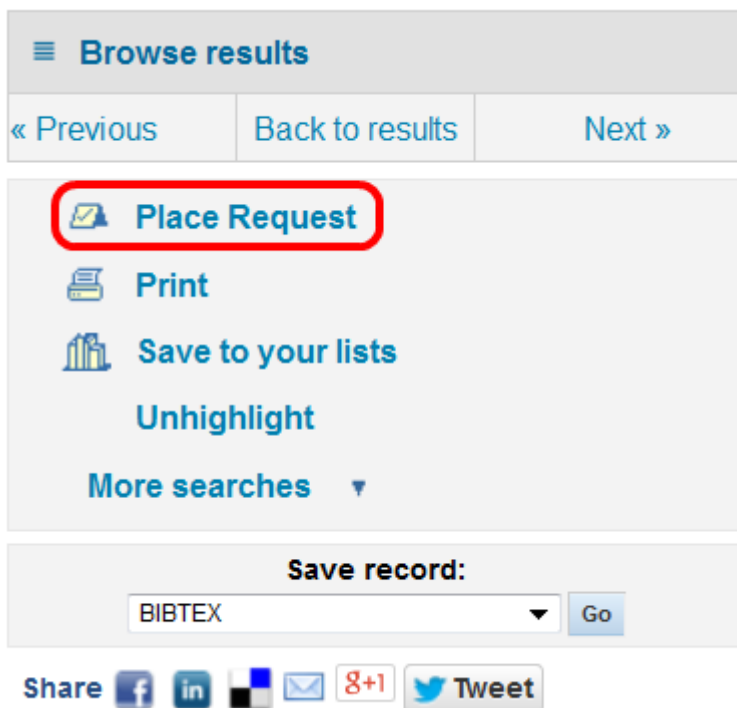 Browse results
« Previous Back to results Next »
Place Request
Print
Save to your lists
Unhighlight
More searches
Save record:
BIBTEX Go
Share f in g+1 Tweet